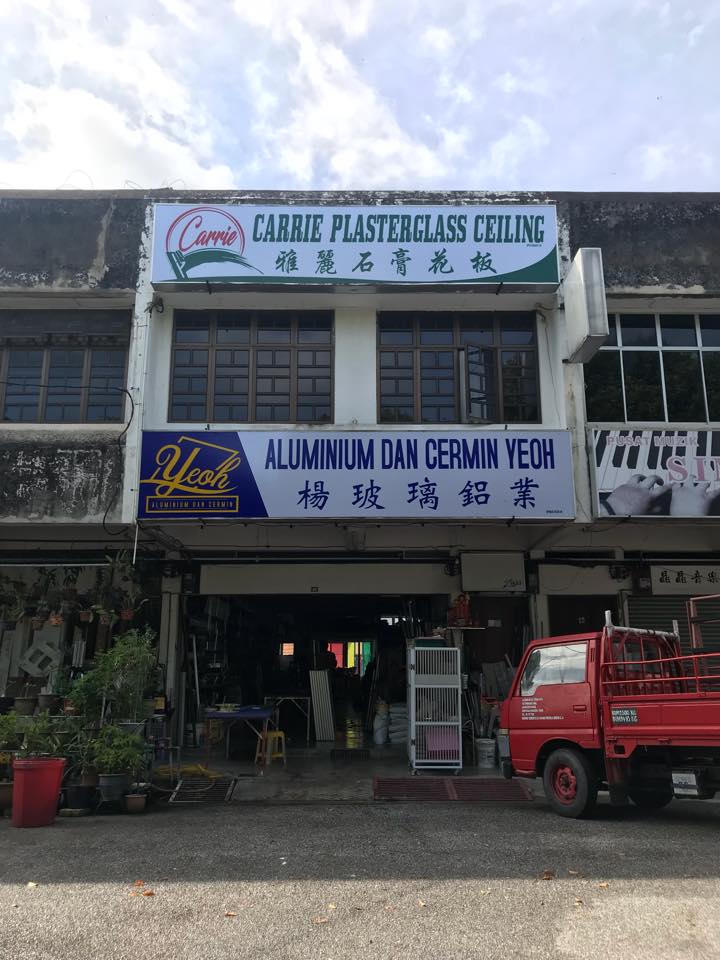 Carrie
CARRIE PLASTERGLASS CEILING
雅麗石膏花板
Yeoh
ALUMINIUM DAN CERMIN
ALUMINIUM DAN CERMIN YEOH
楊玻璃鋁業
PUSAT MUZIK